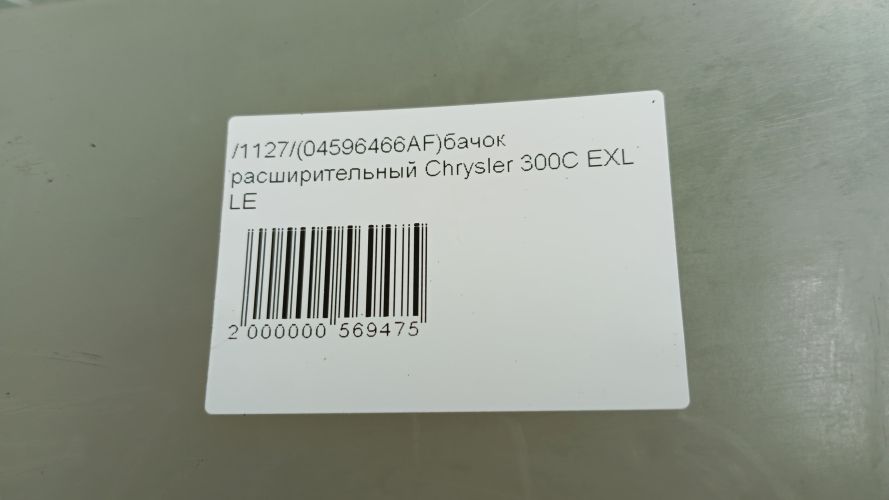 /1127/(04596466AF)бачок
расширительный Chrysler 300C EXL
LE
2 000000 569475